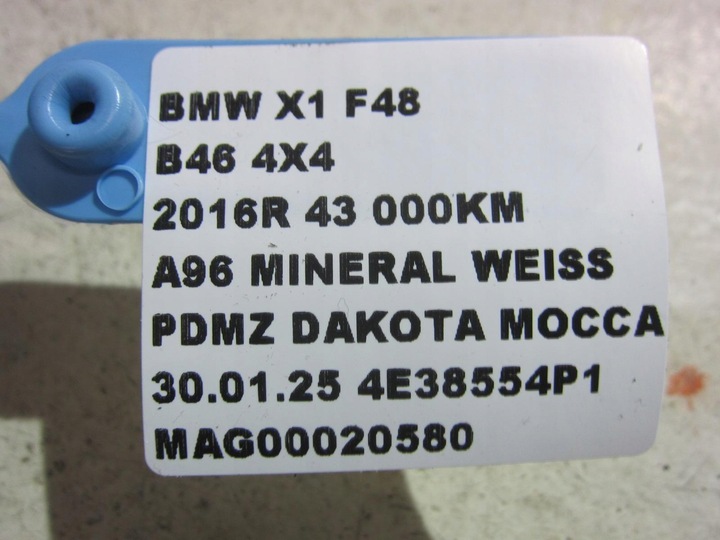 BMW X1 F48
B46 4X4
2016R 43 000KM
A96 MINERAL WEISS
PDMZ DAKOTA MOCCA
30.01.25 4E38554P1
MAG00020580